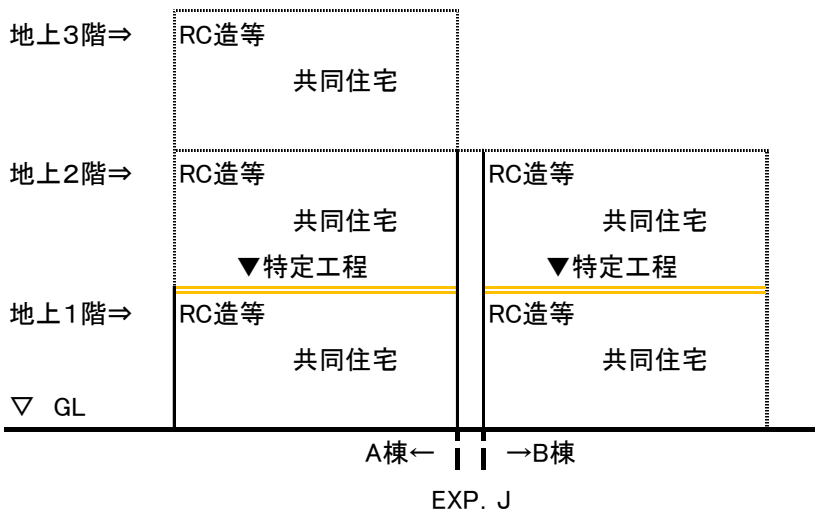 地上3階⇒ RC造等
共同住宅
地上2階⇒ RC造等 RC造等
共同住宅 共同住宅
▼特定工程 ▼特定工程
地上1階⇒ RC造等 RC造等
共同住宅 共同住宅
▽ GL
A棟← →B棟
EXP. J